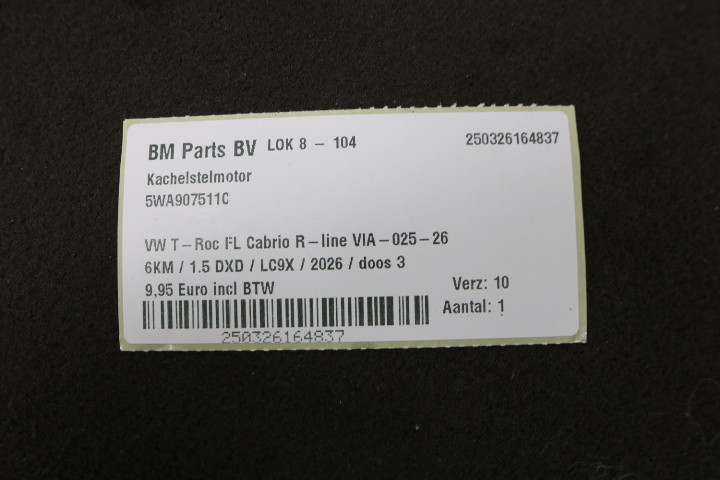 BM Parts BV LOK 8 - 104 250326164837
Kachelstelmotor
5WA907511C
VW T-Roc FL Cabrio R-line VIA-025-26
6KM / 1.5 DXD / LC9X / 2026 / doos 3
9,95 Euro incl BTW Verz: 10
Aantal: 1
250326164837